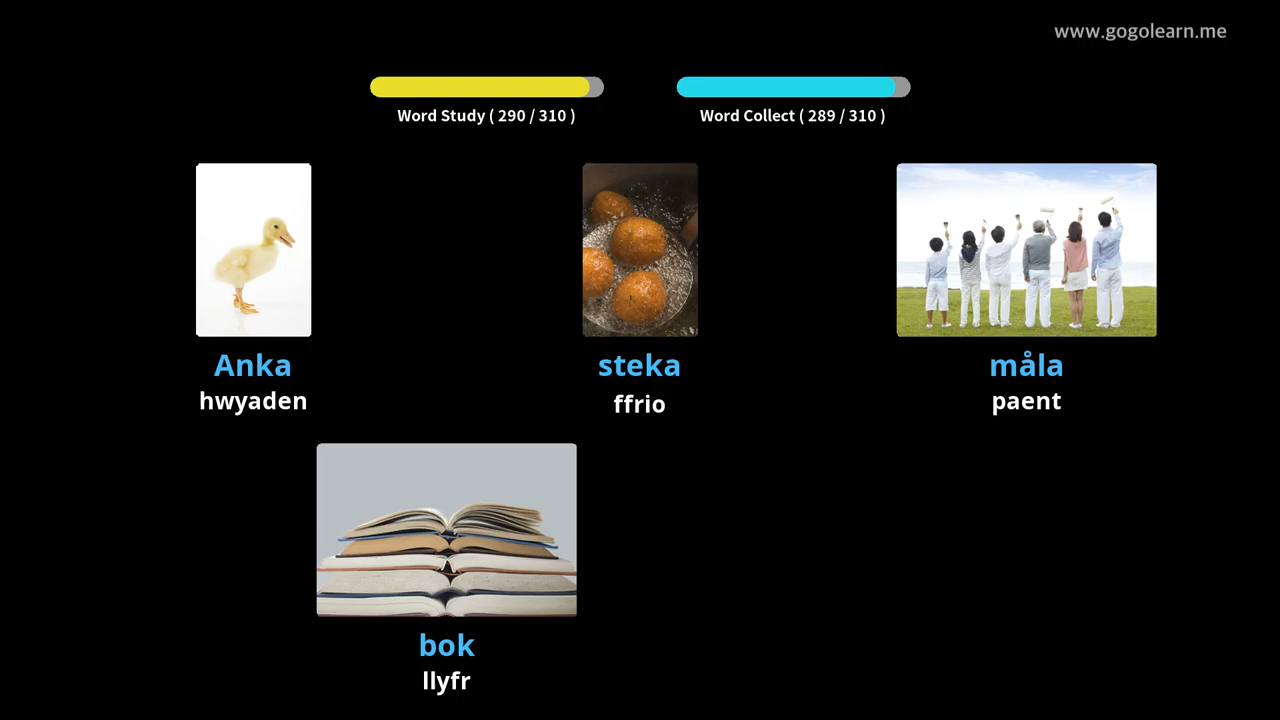 www.gogolearn.me
Word Study ( 290 / 310 )
Word Collect ( 289 / 310 )
Anka
hwyaden
steka
ffrio
måla
paent
bok
llyfr